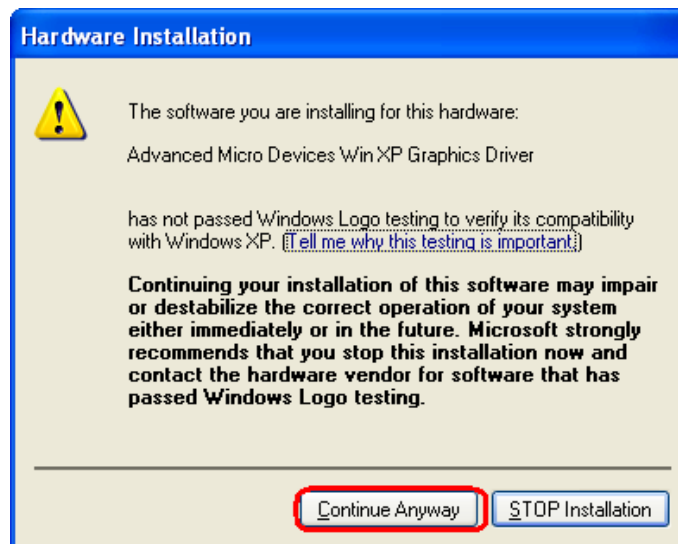 Hardware Installation
The software you are installing for this hardware:
Advanced Micro Devices Win XP Graphics Driver
has not passed Windows Logo testing to verify its compatibility
with Windows XP. (Tell me why this testing is important.)
Continuing your installation of this software may impair
or destabilize the correct operation of your system
either immediately or in the future. Microsoft strongly
recommends that you stop this installation now and
contact the hardware vendor for software that has
passed Windows Logo testing.
Continue Anyway STOP Installation